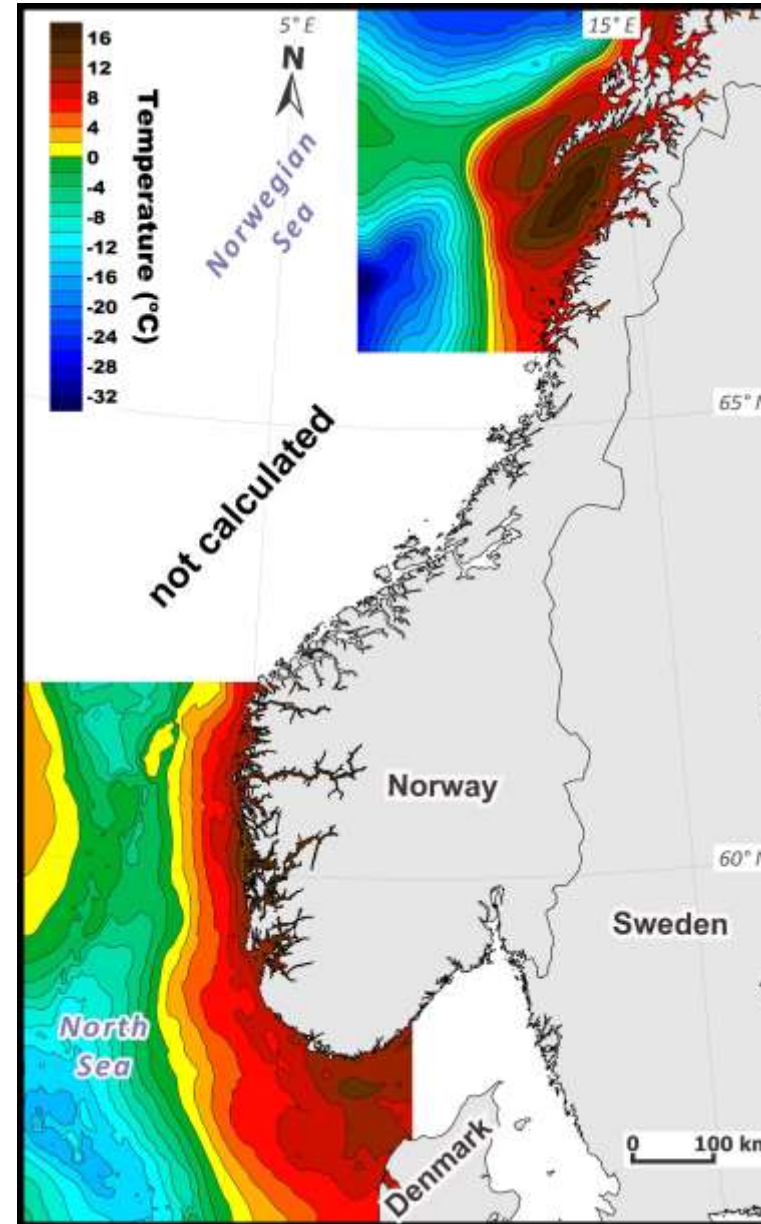 5° E
15° E
N
Norwegian
Sea
Temperature (°C)
16
12
8
4
0
-4
-8
-12
-16
-20
-24
-28
-32
65° N
not calculated
Norway
60° N
Sweden
North
Sea
Denmark
0 100 km